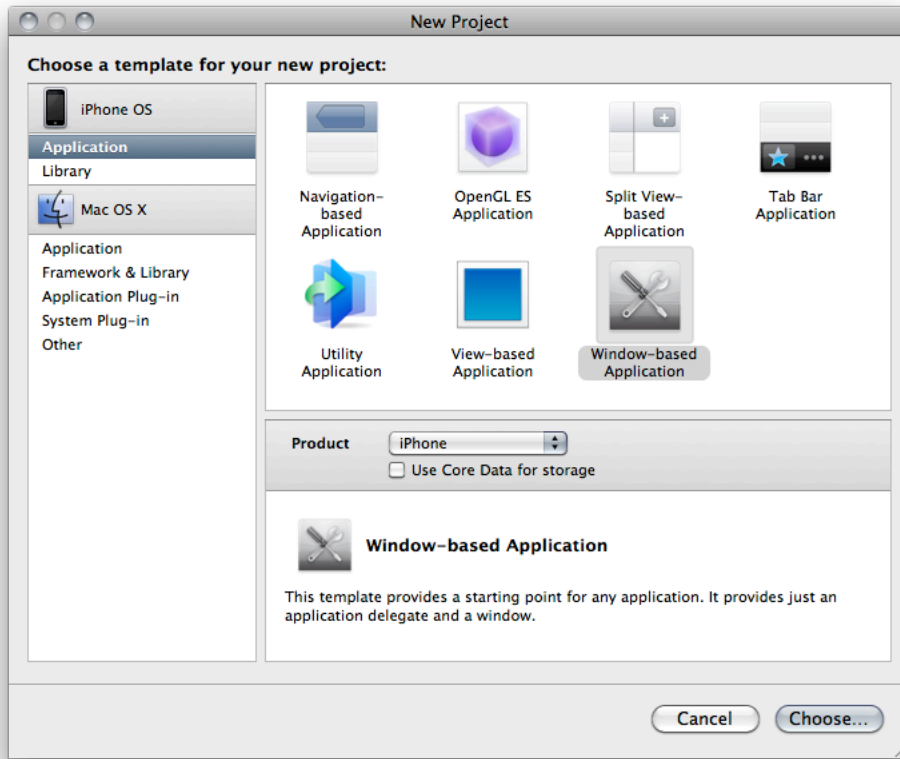 New Project
Choose a template for your new project:
iPhone OS
Application
Library
Mac OS X
Application
Framework & Library
Application Plug-in
System Plug-in
Other
Navigation-
based
Application
OpenGL ES
Application
Split View-
based
Application
Tab Bar
Application
Utility
Application
View-based
Application
Window-based
Application
Product
iPhone
Use Core Data for storage
Window-based Application
This template provides a starting point for any application. It provides just an
application delegate and a window.
Cancel
Choose...